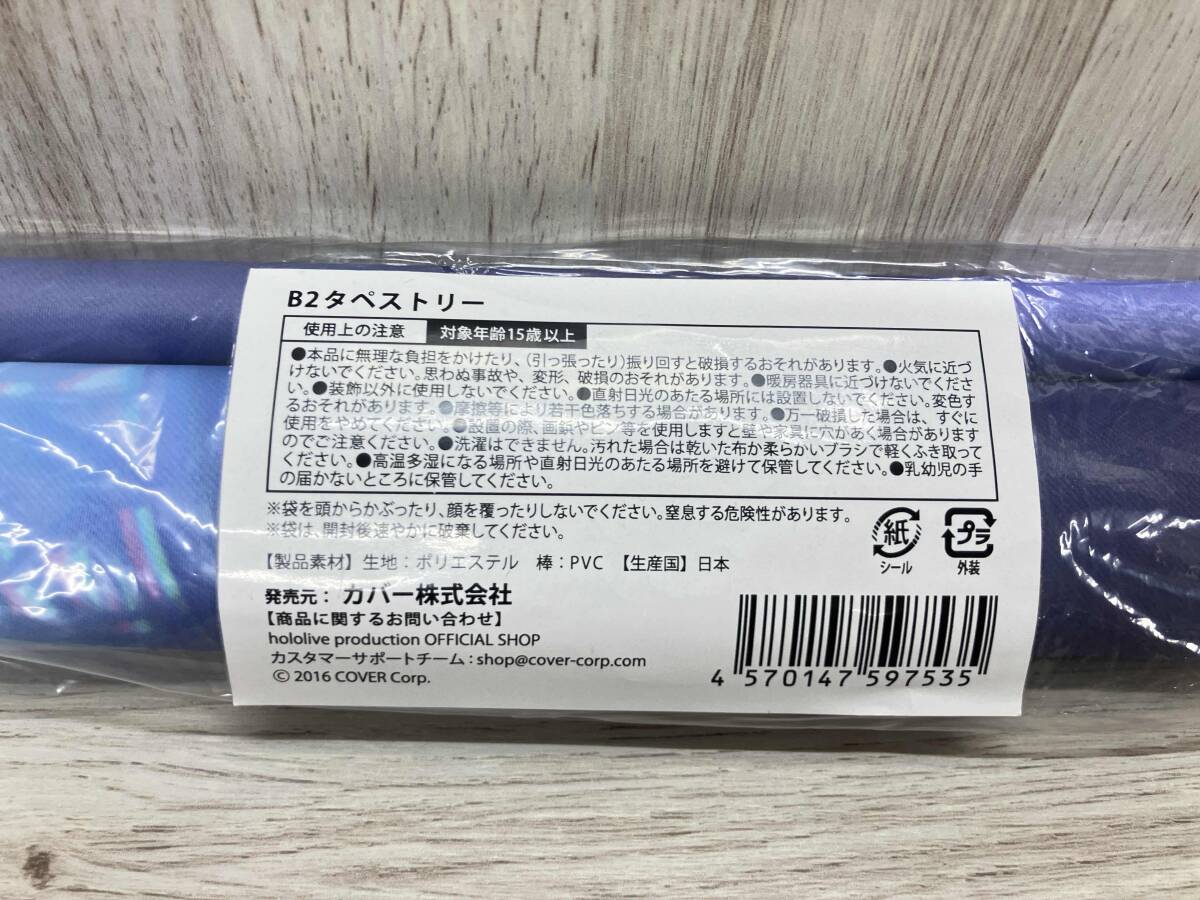 B2タペストリー
使用上の注意 対象年齢15歳以上
●本品に無理な負担をかけたり、（引っ張ったり）振り回すと破損するおそれがあります。●火気に近づ
けないでください。思わぬ事故や、変形、破損のおそれがあります。●暖房器具に近づけないでくださ
い。●装飾以外に使用しないでください。●直射日光のあたる場所には設置しないでください。変色す
るおそれがあります。●摩擦等により若干色落ちする場合があります。●万一破損した場合は、すぐに
使用をやめてください。●設置の際、画鋲やピン等を使用しますと壁や家具に穴があく場合があります
のでご注意ください。●洗濯はできません。汚れた場合は乾いた布か柔らかいブラシで軽くふき取って
ください。●高温多湿になる場所や直射日光のあたる場所を避けて保管してください。●乳幼児の手
の届かないところに保管してください。
※袋を頭からかぶったり、顔を覆ったりしないでください。窒息する危険性があります。
※袋は、開封後速やかに破棄してください。
紙 プラ
シール 外装
【製品素材】生地：ポリエステル 棒：PVC 【生産国】日本
発売元：カバー株式会社
【商品に関するお問い合わせ】
hololive production OFFICIAL SHOP
カスタマーサポートチーム：shop@cover-corp.com
© 2016 COVER Corp.
4 570147 597535